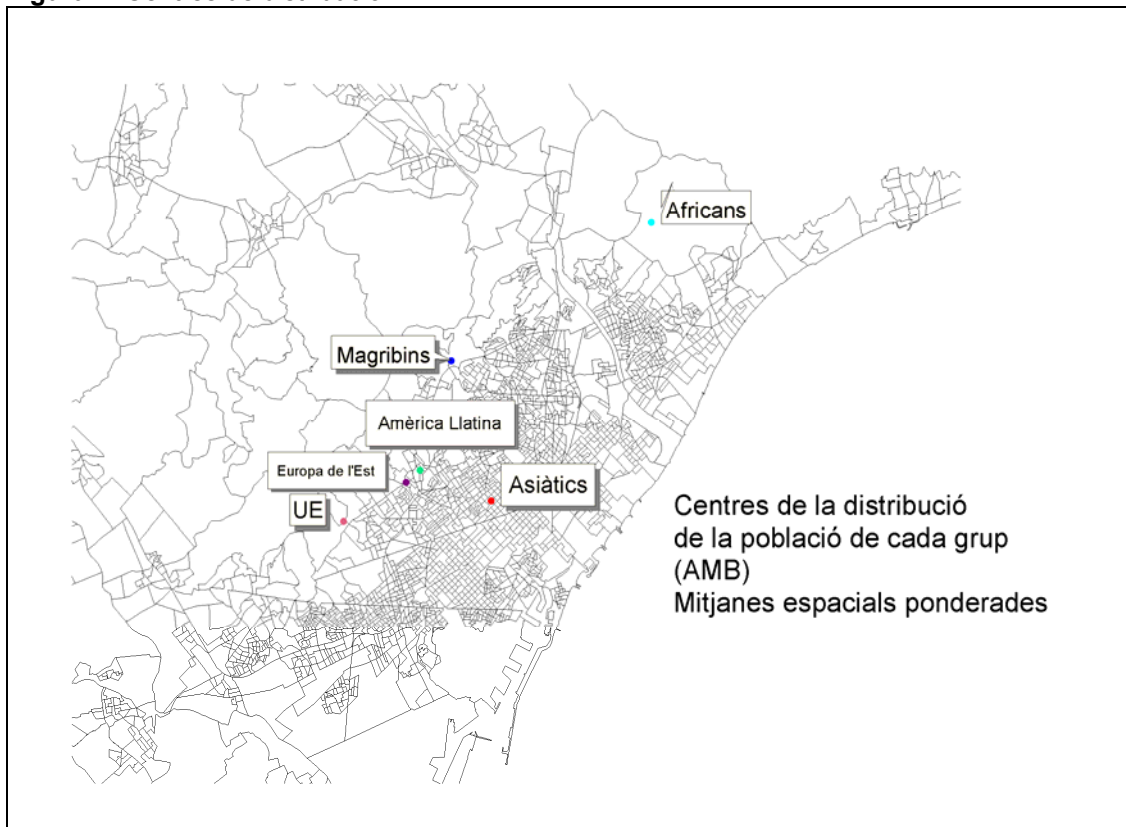 Africans
Magribins
Amèrica Llatina
Europa de l'Est
Asiàtics
UE
Centres de la distribució
de la població de cada grup
(AMB)
Mitjanes espacials ponderades